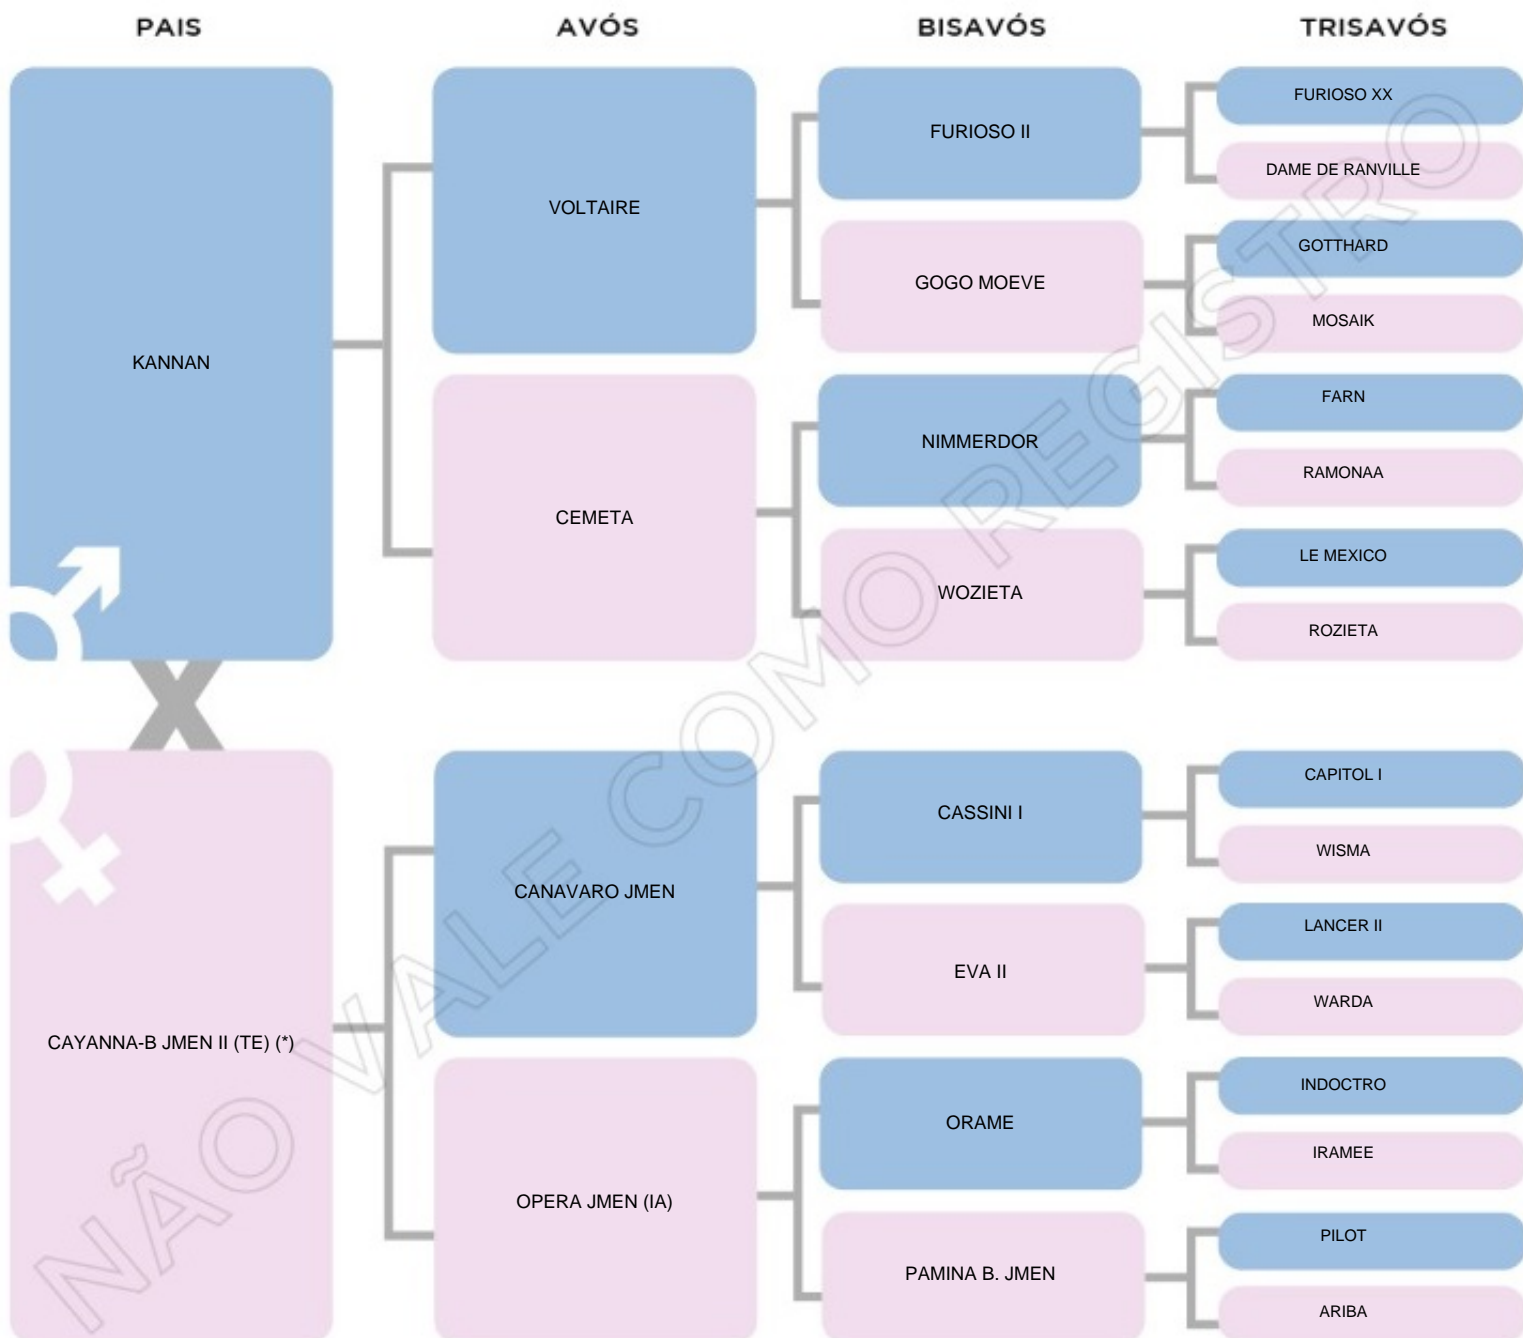 PAIS
AVÓS
BISAVÓS
TRISAVÓS
KANNAN
VOLTAIRE
CEMETA
FURIOSO II
GOGO MOEVE
NIMMERDOR
WOZIETA
FURIOSO XX
DAME DE RANVILLE
GOTTHARD
MOSAIK
FARN
RAMONAA
LE MEXICO
ROZIETA
X
CAYANNA-B JMEN II (TE) (*)
CANAVARO JMEN
OPERA JMEN (IA)
CASSINI I
EVA II
ORAME
PAMINA B. JMEN
CAPITOL I
WISMA
LANCER II
WARDA
INDOCTRO
IRAMEE
PILOT
ARIBA
NÃO VALE COMO REGISTRO